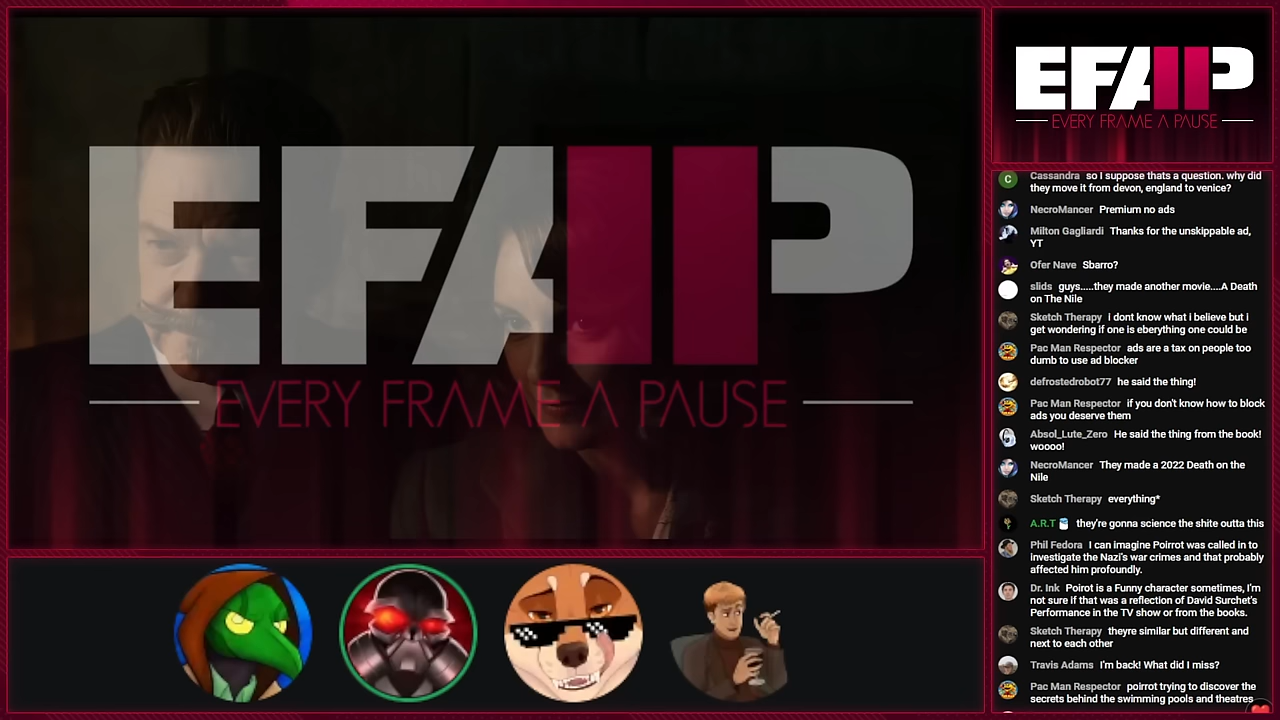 EFAP
EVERY FRAME A PAUSE
EFAP
EVERY FRAME A PAUSE
C
Cassandra so I suppose thats a question. why did
they move it from devon, england to venice?
NecroMancer Premium no ads
Milton Gagliardi Thanks for the unskippable ad,
YT
Ofer Nave Sbarro?
slids guys.....they made another movie....A Death
on The Nile
Sketch Therapy i dont know what i believe but i
get wondering if one is eberything one could be
Pac Man Respector ads are a tax on people too
dumb to use ad blocker
defrostedrobot77 he said the thing!
Pac Man Respector if you don't know how to block
ads you deserve them
Absol_Lute_Zero He said the thing from the book!
woooo!
NecroMancer They made a 2022 Death on the
Nile
Sketch Therapy everything*
A.R.T they're gonna science the shite outta this
Phil Fedora I can imagine Poirrot was called in to
investigate the Nazi's war crimes and that probably
affected him profoundly.
Dr. Ink Poirot is a Funny character sometimes, I'm
not sure if that was a reflection of David Surchet's
Performance in the TV show or from the books.
Sketch Therapy theyre similar but different and
next to each other
Travis Adams I'm back! What did I miss?
Pac Man Respector poirrot trying to discover the
secrets behind the swimming pools and theatres